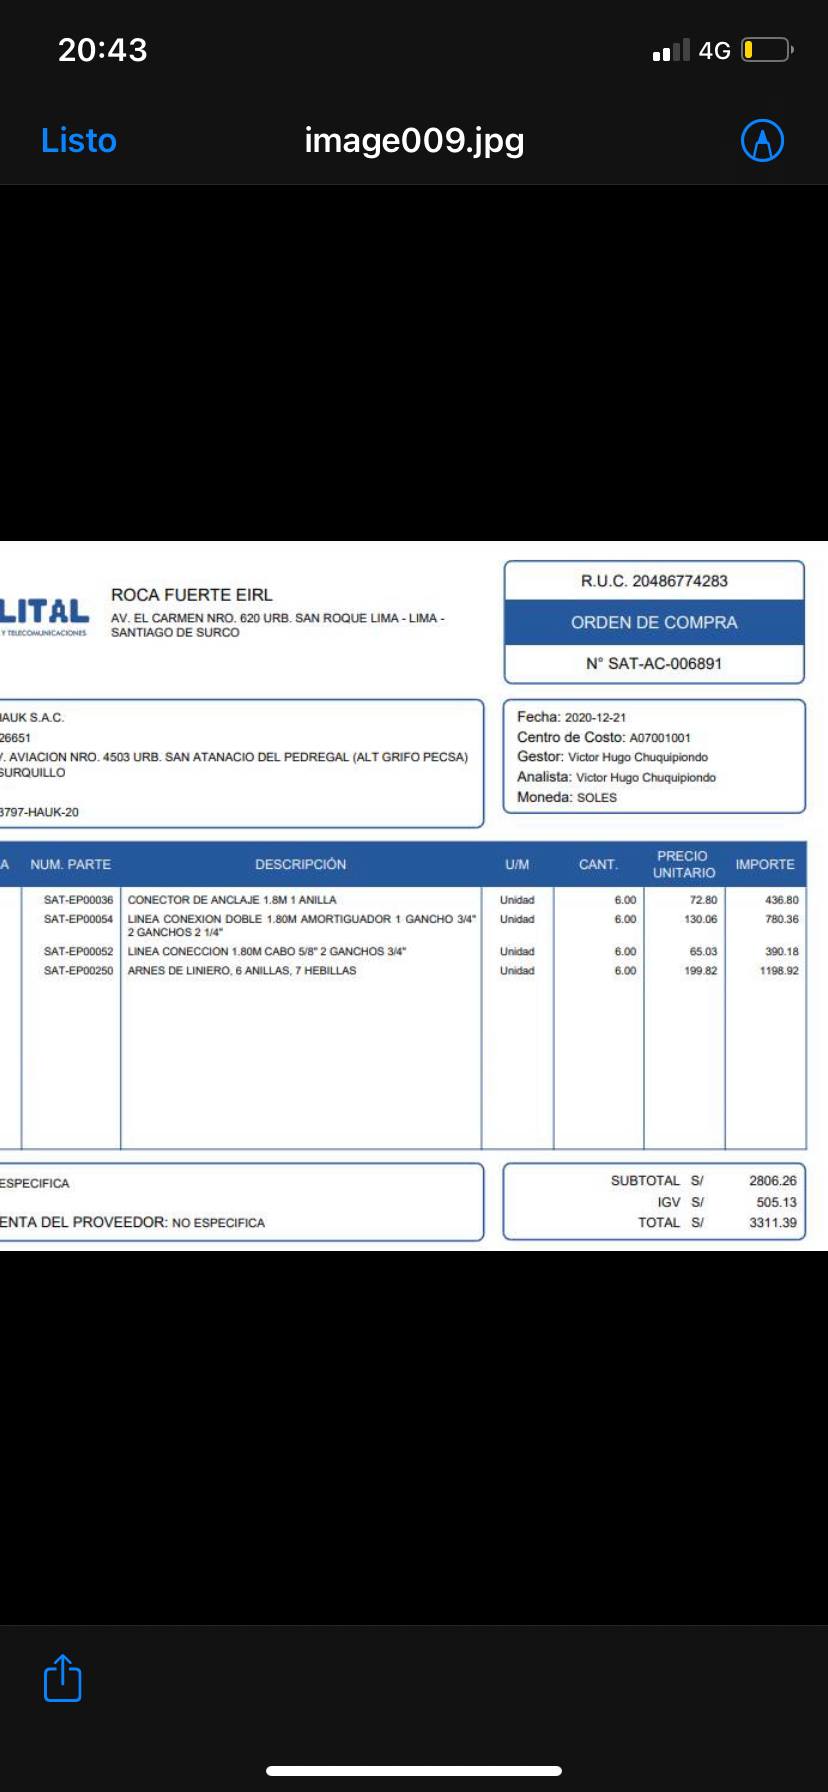 20:43
4G
Listo
image009.jpg
LITAL
Y TELECOMUNICACIONES
ROCA FUERTE EIRL
AV. EL CARMEN NRO. 620 URB. SAN ROQUE LIMA - LIMA -
SANTIAGO DE SURCO
R.U.C. 20486774283
ORDEN DE COMPRA
N° SAT-AC-006891
HAUK S.A.C.
26651
V. AVIACION NRO. 4503 URB. SAN ATANACIO DEL PEDREGAL (ALT GRIFO PECSA)
SURQUILLO
3797-HAUK-20
Fecha: 2020-12-21
Centro de Costo: A07001001
Gestor: Victor Hugo Chuquipiondo
Analista: Victor Hugo Chuquipiondo
Moneda: SOLES
A NUM. PARTE DESCRIPCIÓN U/M CANT. PRECIO UNITARIO IMPORTE
SAT-EP00036 CONECTOR DE ANCLAJE 1.8M 1 ANILLA Unidad 6.00 72.80 436.80
SAT-EP00054 LINEA CONEXION DOBLE 1.80M AMORTIGUADOR 1 GANCHO 3/4" Unidad 6.00 130.06 780.36
2 GANCHOS 2 1/4"
SAT-EP00052 LINEA CONECCION 1.80M CABO 5/8" 2 GANCHOS 3/4" Unidad 6.00 65.03 390.18
SAT-EP00250 ARNES DE LINIERO, 6 ANILLAS, 7 HEBILLAS Unidad 6.00 199.82 1198.92
ESPECIFICA
ENTA DEL PROVEEDOR: NO ESPECIFICA
SUBTOTAL S/ 2806.26
IGV S/ 505.13
TOTAL S/ 3311.39